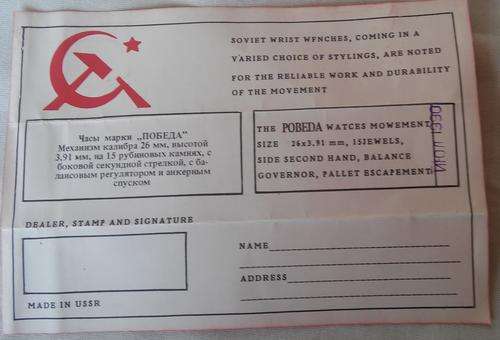 SOVIET WRIST WFNCHES, COMING IN A
VARIED CHOICE OF STYLINGS, ARE NOTED
FOR THE RELIABLE WORK AND DURABILITY
OF THE MOVEMENT
Часы марки „ПОБЕДА"
Механизм калибра 26 мм, высотой
3,91 мм, на 15 рубиновых камнях, с
боковой секундной стрелкой, с ба-
лансовым регулятором и анкерным
спуском
THE POBEDA WATCES MOWEMENT
SIZE 26x3,91 mm, 15JEWELS,
SIDE SECOND HAND, BALANCE
GOVERNOR, PALLET ESCAPEMENT
DEALER, STAMP AND SIGNATURE
NAME
ADDRESS
MADE IN USSR